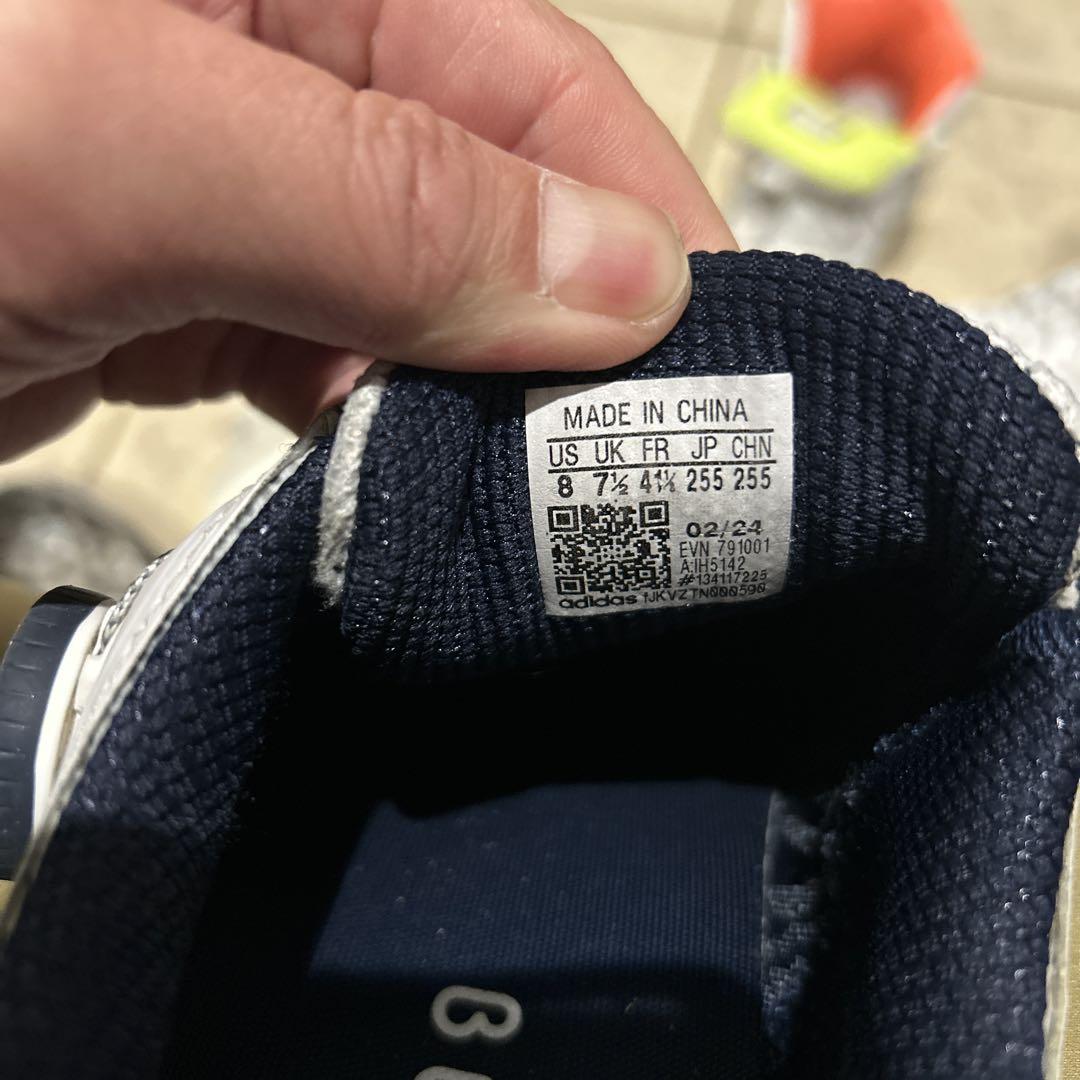 MADE IN CHINA
US UK FR JP CHN
8 7½ 41⅓ 255 255
02/24
EVN 791001
A:IH5142
#134117225
adidas 1JKVZTN000590